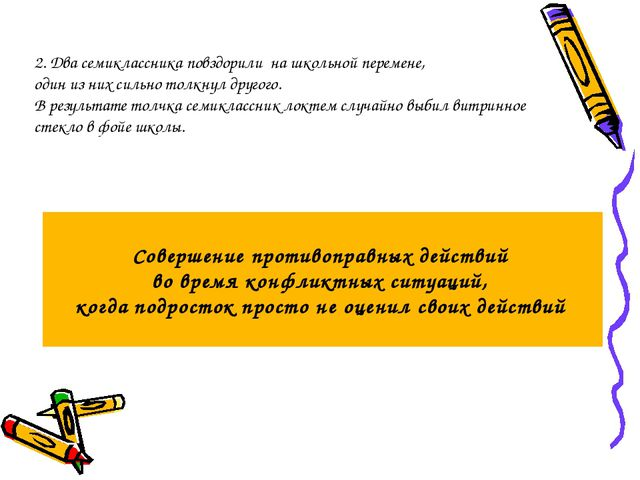 2. Два семиклассника повздорили на школьной перемене,
один из них сильно толкнул другого.
В результате толчка семиклассник локтем случайно выбил витринное
стекло в фойе школы.
Совершение противоправных действий
во время конфликтных ситуаций,
когда подросток просто не оценил своих действий